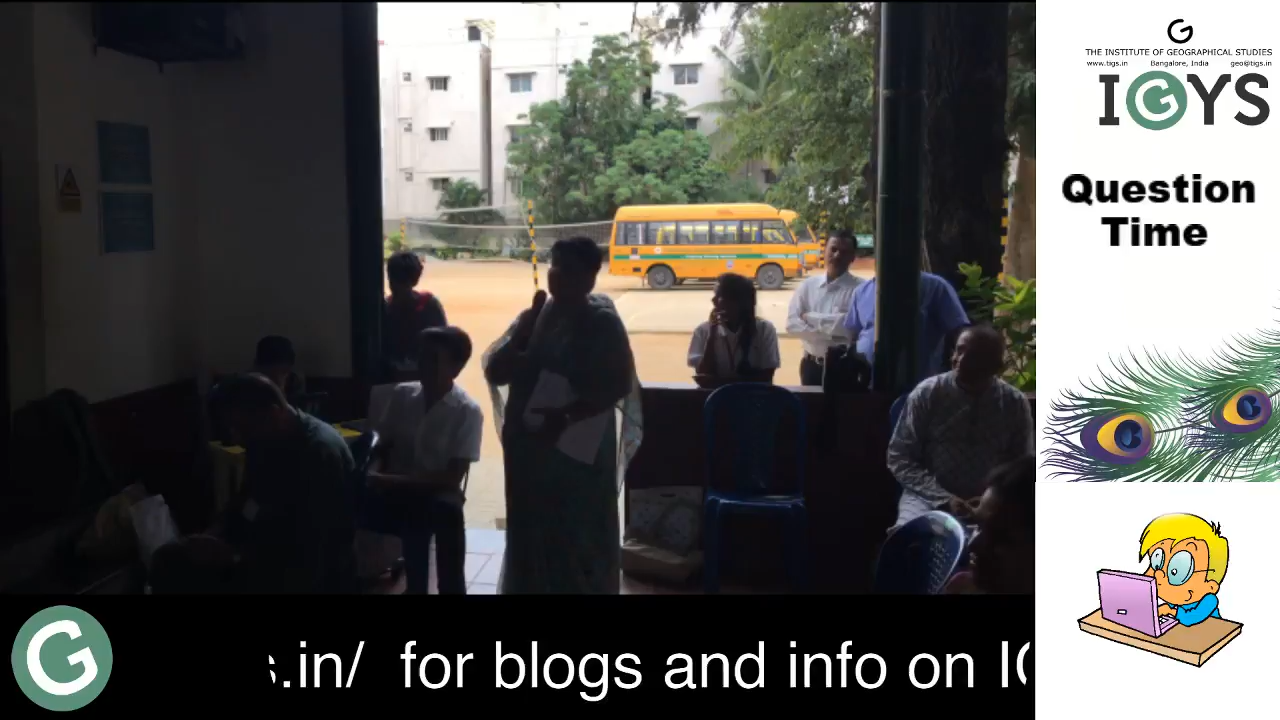 THE INSTITUTE OF GEOGRAPHICAL STUDIES
www.tigs.in Bangalore, India geo@tigs.in
IGYS
Question
Time
s.in/ for blogs and info on I